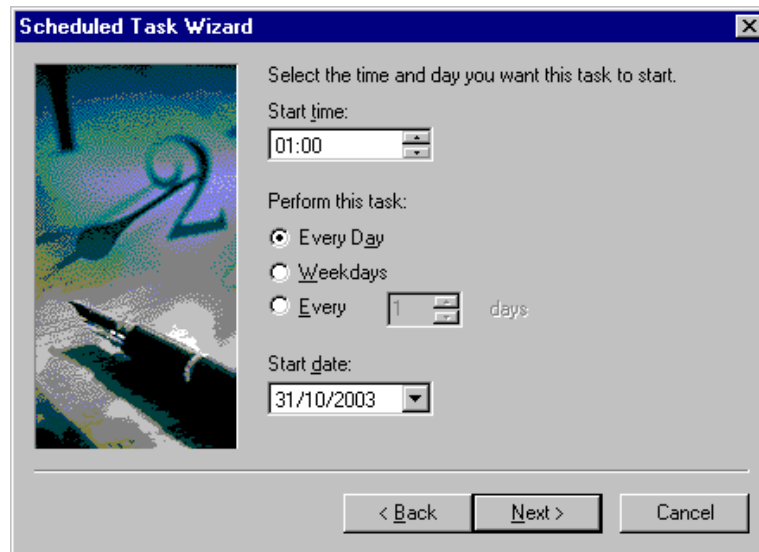 Scheduled Task Wizard
Select the time and day you want this task to start.
Start time:
01:00
Perform this task:
Every Day
Weekdays
Every 1 days
Start date:
31/10/2003
< Back Next > Cancel